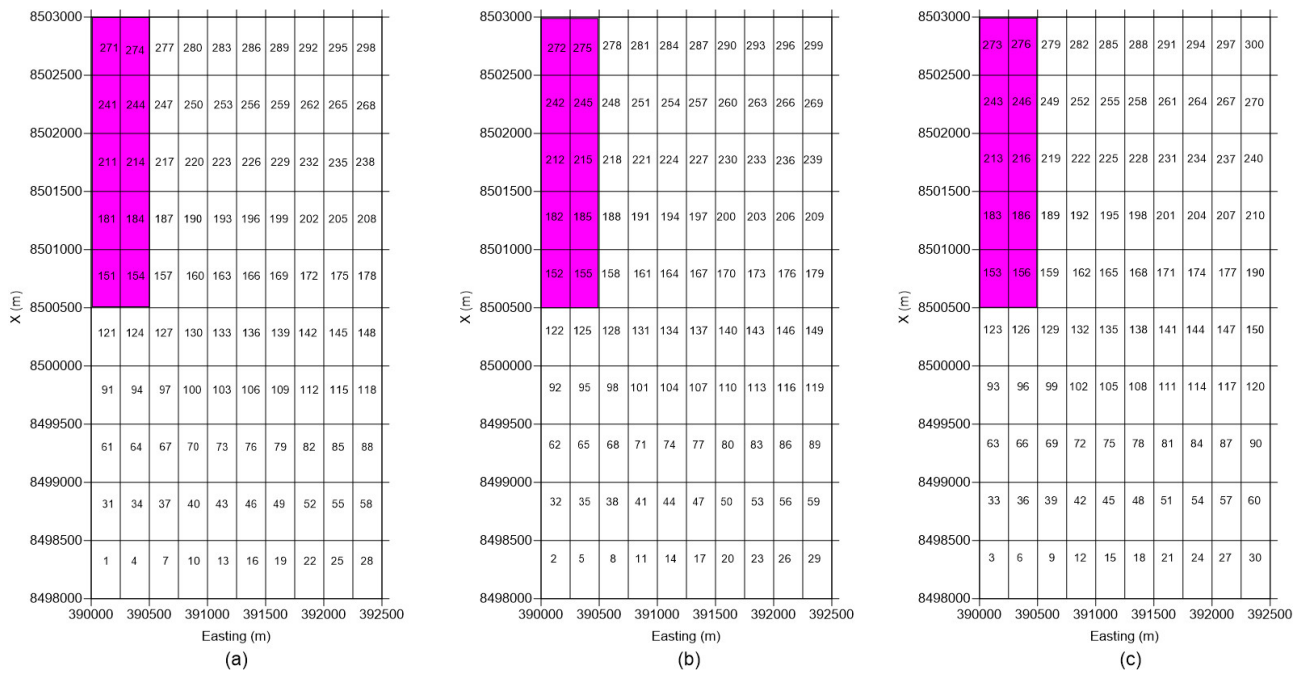 8503000
271 274 277 280 283 286 289 292 295 298
8502500
241 244 247 250 253 256 259 262 265 268
8502000
211 214 217 220 223 226 229 232 235 238
8501500
181 184 187 190 193 196 199 202 205 208
8501000
151 154 157 160 163 166 169 172 175 178
8500500
X (m)
121 124 127 130 133 136 139 142 145 148
8500000
91 94 97 100 103 106 109 112 115 118
8499500
61 64 67 70 73 76 79 82 85 88
8499000
31 34 37 40 43 46 49 52 55 58
8498500
1 4 7 10 13 16 19 22 25 28
8498000
390000 390500 391000 391500 392000 392500
Easting (m)
(a)
8503000
272 275 278 281 284 287 290 293 296 299
8502500
242 245 248 251 254 257 260 263 266 269
8502000
212 215 218 221 224 227 230 233 236 239
8501500
182 185 188 191 194 197 200 203 206 209
8501000
152 155 158 161 164 167 170 173 176 179
8500500
X (m)
122 125 128 131 134 137 140 143 146 149
8500000
92 95 98 101 104 107 110 113 116 119
8499500
62 65 68 71 74 77 80 83 86 89
8499000
32 35 38 41 44 47 50 53 56 59
8498500
2 5 8 11 14 17 20 23 26 29
8498000
390000 390500 391000 391500 392000 392500
Easting (m)
(b)
8503000
273 276 279 282 285 288 291 294 297 300
8502500
243 246 249 252 255 258 261 264 267 270
8502000
213 216 219 222 225 228 231 234 237 240
8501500
183 186 189 192 195 198 201 204 207 210
8501000
153 156 159 162 165 168 171 174 177 190
8500500
X (m)
123 126 129 132 135 138 141 144 147 150
8500000
93 96 99 102 105 108 111 114 117 120
8499500
63 66 69 72 75 78 81 84 87 90
8499000
33 36 39 42 45 48 51 54 57 60
8498500
3 6 9 12 15 18 21 24 27 30
8498000
390000 390500 391000 391500 392000 392500
Easting (m)
(c)